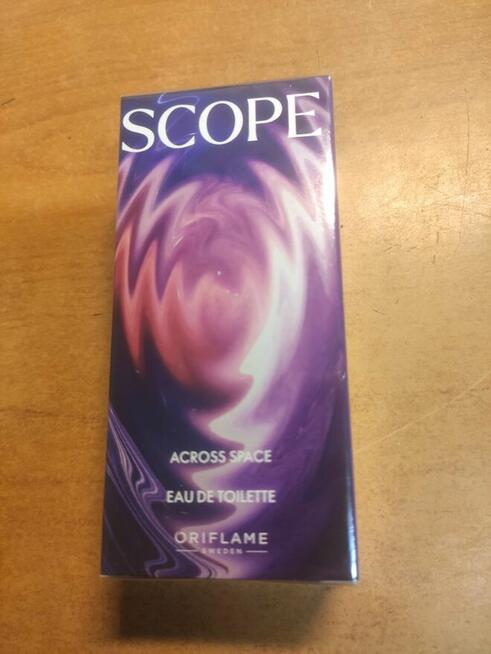 SCOPE
ACROSS SPACE
EAU DE TOILETTE
ORIFLAME
SWEDEN